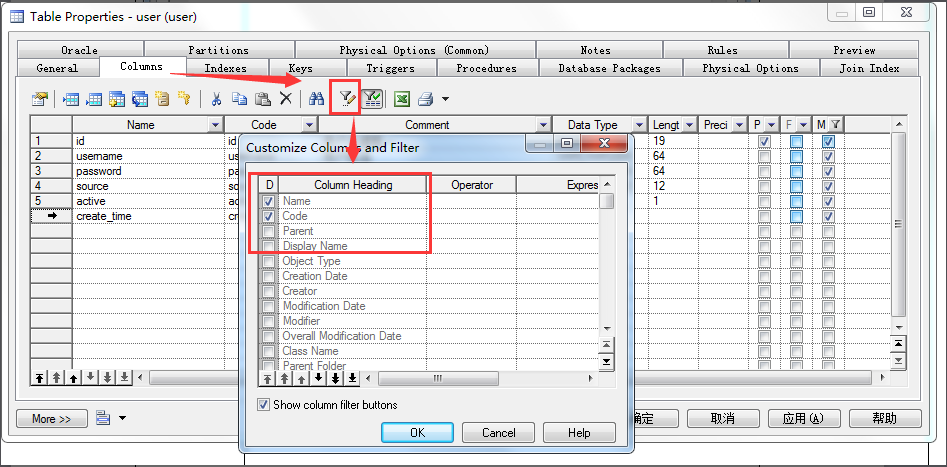 Table Properties - user (user)
Oracle Partitions Physical Options (Common) Notes Rules Preview
General Columns Indexes Keys Triggers Procedures Database Packages Physical Options Join Index
Name Code Comment Data Type Lengt Preci P F M
1 id id 19
2 username us 64
3 password pa 64
4 source so 12
5 active ac 1
create_time cr
Customize Columns and Filter
D Column Heading Operator Expres
Name
Code
Parent
Display Name
Object Type
Creation Date
Creator
Modification Date
Modifier
Overall Modification Date
Class Name
Parent Folder
Show column filter buttons
OK Cancel Help
More >> 确定 取消 应用(A) 帮助